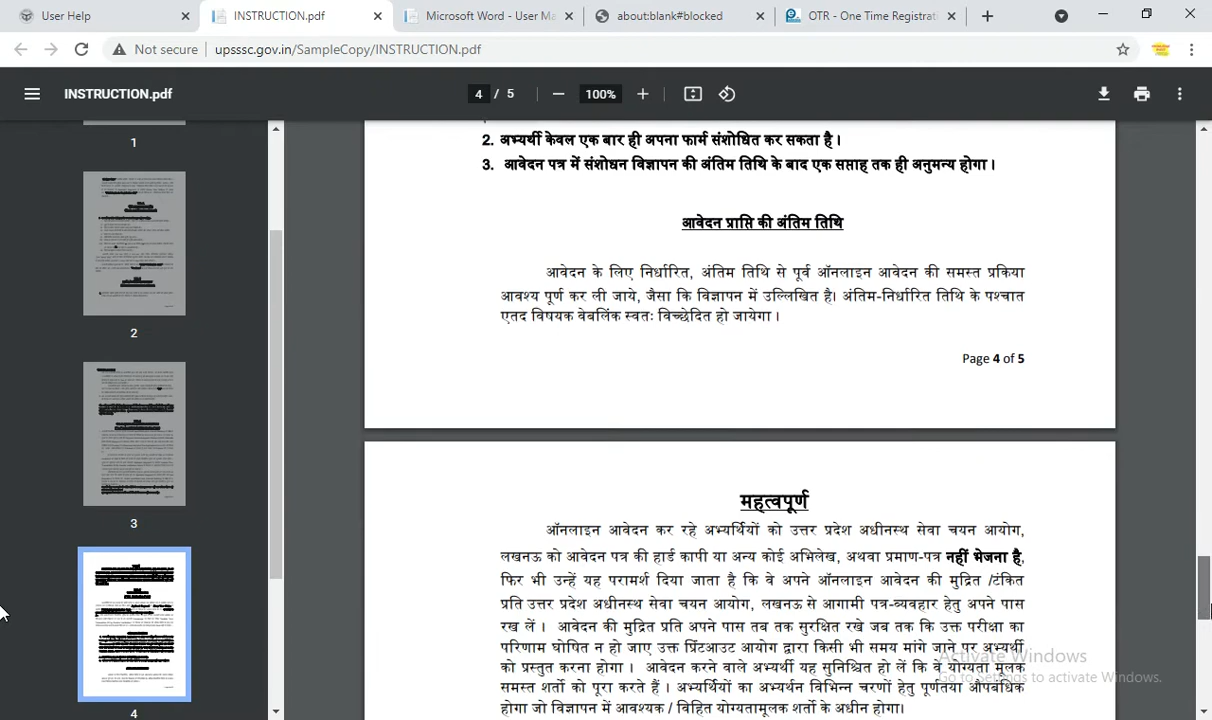 User Help
INSTRUCTION.pdf
Microsoft Word - User Ma
about:blank#blocked
OTR - One Time Registrat
Not secure
upsssc.gov.in/SampleCopy/INSTRUCTION.pdf
INSTRUCTION.pdf
4 / 5
100%
1
2
3
4
2. अभ्यर्थी केवल एक बार ही अपना फार्म संशोधित कर सकता है।
3. आवेदन पत्र में संशोधन विज्ञापन की अंतिम तिथि के बाद एक सप्ताह तक ही अनुमन्य होगा।
आवेदन प्राप्ति की अंतिम तिथि
आवेदन के लिए निर्धारित, अंतिम तिथि से पूर्व ऑनलाइन आवेदन की समस्त प्रकिया
आवश्य पूर्ण कर ली जाये, जैसा कि विज्ञापन में उल्लिखित है। अंतिम-निर्धारित तिथि के पश्चात
एतद विषयक वेबलिंक स्वतः विच्छेदित हो जायेगा।
Page 4 of 5
महत्वपूर्ण
ऑनलाइन आवेदन कर रहे अभ्यर्थियों को उत्तर प्रदेश अधीनस्थ सेवा चयन आयोग,
लखनऊ को आवेदन पत्र की हार्ड कापी या अन्य कोई अभिलेख, अथवा प्रमाण-पत्र नहीं भेजना है,
फिर भी उन्हें यह परामर्श दिया जाता है कि वे अपने ऑनलाइन आवेदन की मुद्रित /टंकित
प्रति उत्तर प्रदेश अधीनस्थ सेवा चयन आयोग, लखनऊ से आगामी पत्र-व्यवहार हेतु अपने पास
रख लें। आवेदन की मुद्रित प्रति अपने पास तब तक सुरक्षित रखे जब तक कि उक्त परीक्षा का
परिणाम घोषित न हो जाए उक्त प्रिंटआउट आयोग द्वारा किसी भी समय मांगे जाने पर अभ्यर्थी
को प्रस्तुत करना होगा। आवेदन करने वाले अभ्यर्थी यह सुनिश्चित हो लें कि वे योग्यता मूलक
समस्त शर्तो को पूरा करते हैं। अभ्यर्थियों का अभ्यर्थन विभिन्न चरणों हेतु पूर्णतया औपबंधिक
होगा जो विज्ञापन में आवश्यक / विहित योग्यतामूलक शर्तो के अधीन होगा।
Activate Windows
Go to Settings to activate Windows.